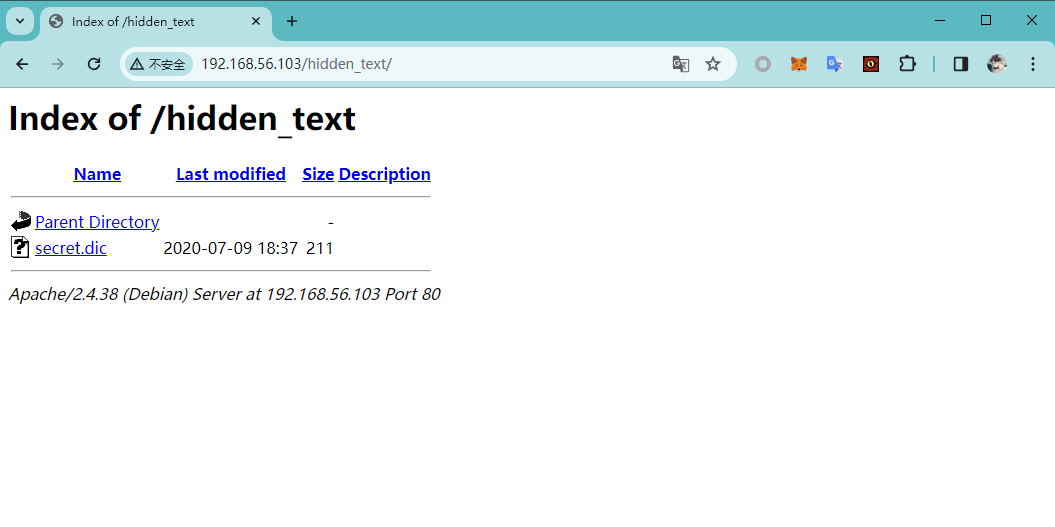 Index of /hidden_text
不安全 192.168.56.103/hidden_text/
Index of /hidden_text
Name Last modified Size Description
Parent Directory -
secret.dic 2020-07-09 18:37 211
Apache/2.4.38 (Debian) Server at 192.168.56.103 Port 80